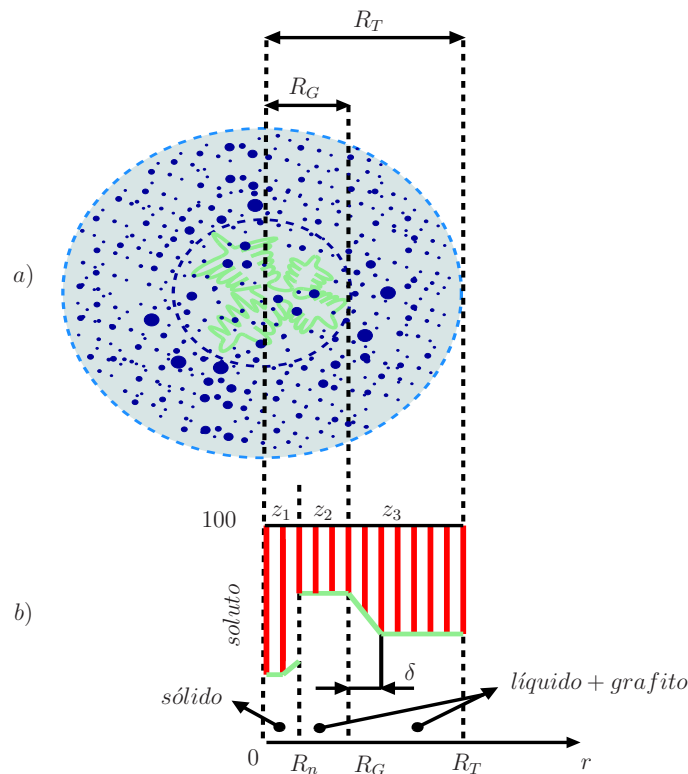 R_T
R_G
a)
100
z_1 z_2 z_3
b)
soluto
δ
sólido
líquido + grafito
0
R_n R_G R_T r